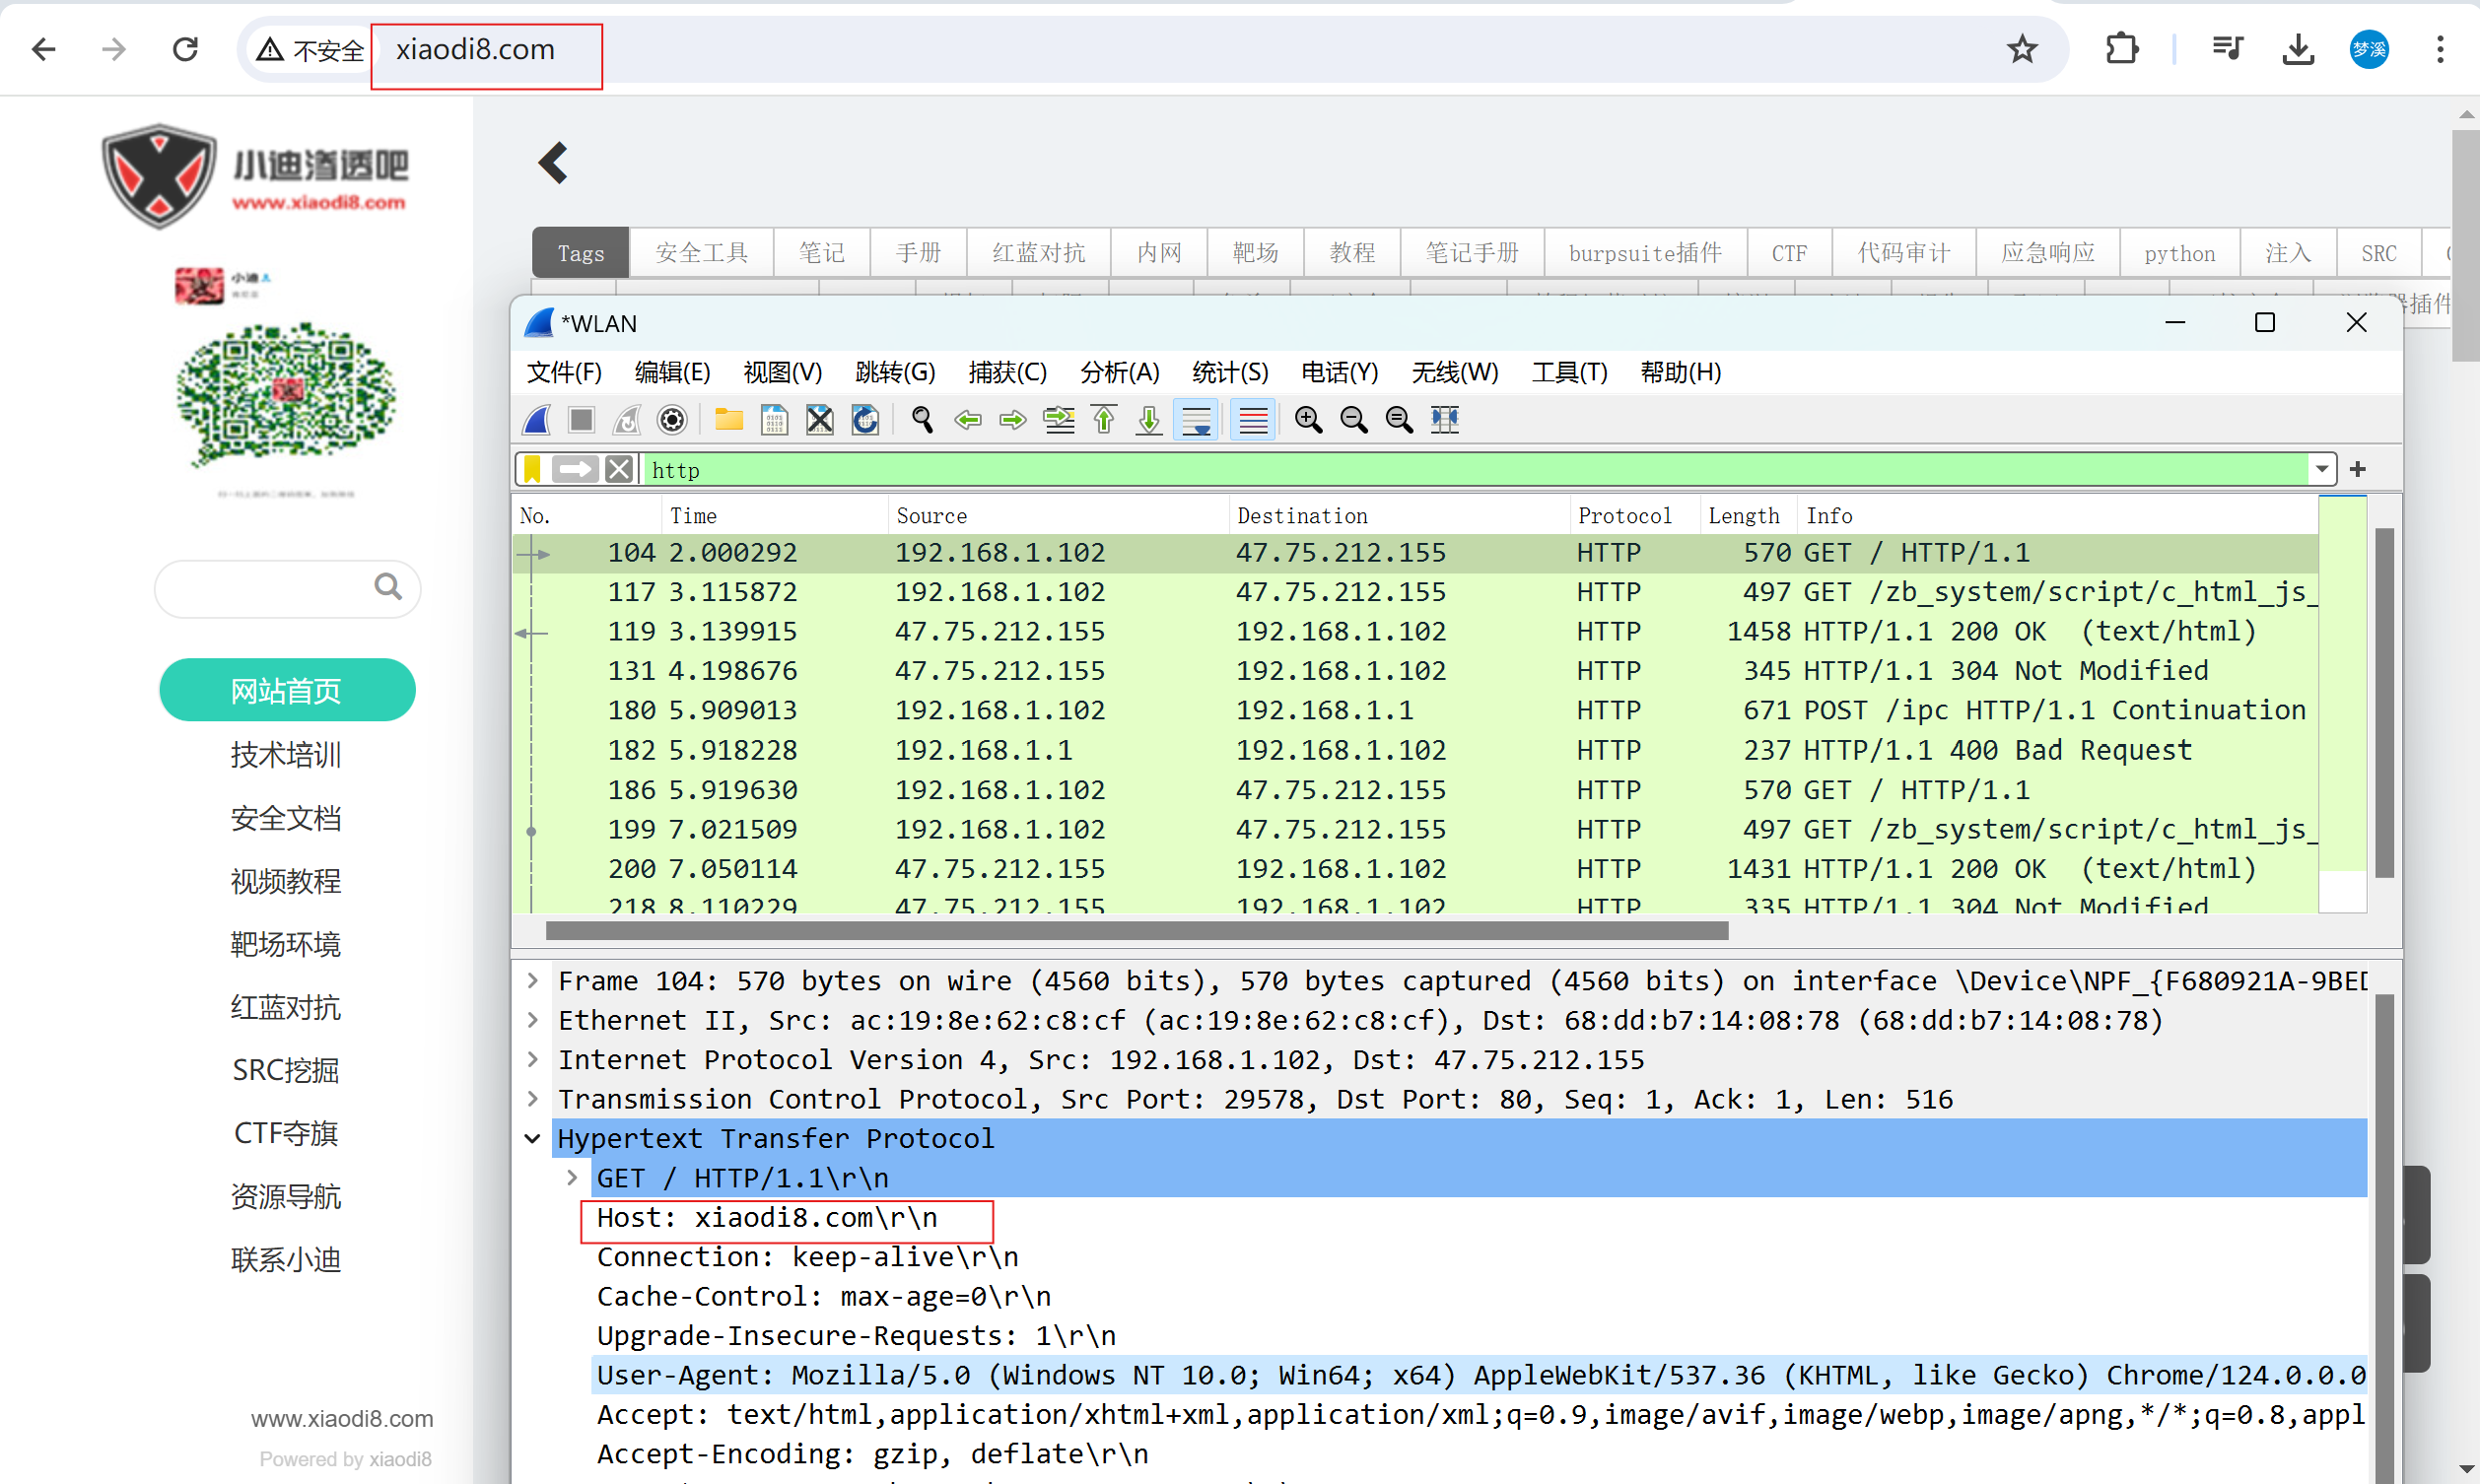 不安全 xiaodi8.com
梦溪
小迪渗透吧
www.xiaodi8.com
小迪
网站首页
技术培训
安全文档
视频教程
靶场环境
红蓝对抗
SRC挖掘
CTF夺旗
资源导航
联系小迪
www.xiaodi8.com
Powered by xiaodi8
Tags 安全工具 笔记 手册 红蓝对抗 内网 靶场 教程 笔记手册 burpsuite插件 CTF 代码审计 应急响应 python 注入 SRC
*WLAN
文件(F) 编辑(E) 视图(V) 跳转(G) 捕获(C) 分析(A) 统计(S) 电话(Y) 无线(W) 工具(T) 帮助(H)
http
No. Time Source Destination Protocol Length Info
104 2.000292 192.168.1.102 47.75.212.155 HTTP 570 GET / HTTP/1.1
117 3.115872 192.168.1.102 47.75.212.155 HTTP 497 GET /zb_system/script/c_html_js_
119 3.139915 47.75.212.155 192.168.1.102 HTTP 1458 HTTP/1.1 200 OK (text/html)
131 4.198676 47.75.212.155 192.168.1.102 HTTP 345 HTTP/1.1 304 Not Modified
180 5.909013 192.168.1.102 192.168.1.1 HTTP 671 POST /ipc HTTP/1.1 Continuation
182 5.918228 192.168.1.1 192.168.1.102 HTTP 237 HTTP/1.1 400 Bad Request
186 5.919630 192.168.1.102 47.75.212.155 HTTP 570 GET / HTTP/1.1
199 7.021509 192.168.1.102 47.75.212.155 HTTP 497 GET /zb_system/script/c_html_js_
200 7.050114 47.75.212.155 192.168.1.102 HTTP 1431 HTTP/1.1 200 OK (text/html)
218 8.110229 47.75.212.155 192.168.1.102 HTTP 335 HTTP/1.1 304 Not Modified
Frame 104: 570 bytes on wire (4560 bits), 570 bytes captured (4560 bits) on interface \Device\NPF_{F680921A-9BED
Ethernet II, Src: ac:19:8e:62:c8:cf (ac:19:8e:62:c8:cf), Dst: 68:dd:b7:14:08:78 (68:dd:b7:14:08:78)
Internet Protocol Version 4, Src: 192.168.1.102, Dst: 47.75.212.155
Transmission Control Protocol, Src Port: 29578, Dst Port: 80, Seq: 1, Ack: 1, Len: 516
Hypertext Transfer Protocol
GET / HTTP/1.1\r\n
Host: xiaodi8.com\r\n
Connection: keep-alive\r\n
Cache-Control: max-age=0\r\n
Upgrade-Insecure-Requests: 1\r\n
User-Agent: Mozilla/5.0 (Windows NT 10.0; Win64; x64) AppleWebKit/537.36 (KHTML, like Gecko) Chrome/124.0.0.0
Accept: text/html,application/xhtml+xml,application/xml;q=0.9,image/avif,image/webp,image/apng,*/*;q=0.8,appl
Accept-Encoding: gzip, deflate\r\n